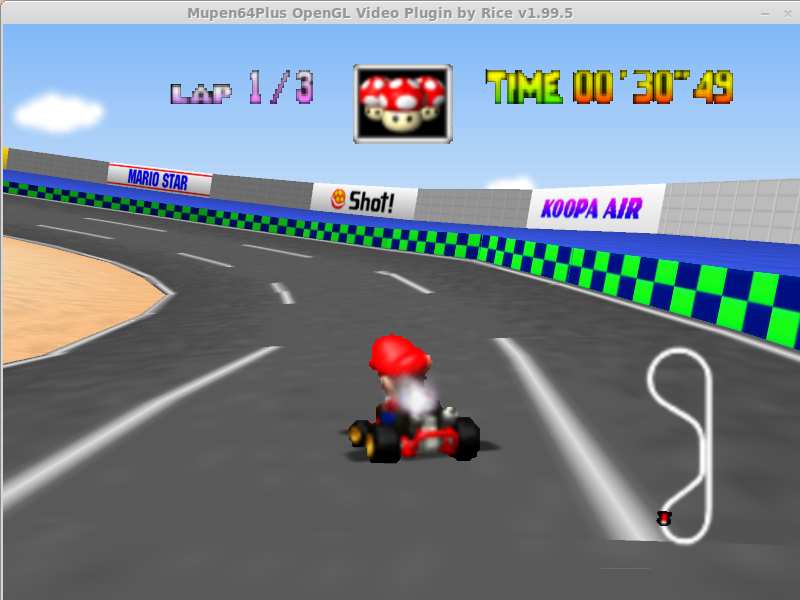 Mupen64Plus OpenGL Video Plugin by Rice v1.99.5
LAP 1/3
TIME 00'30"49
MARIO STAR
Shot!
KOOPA AIR